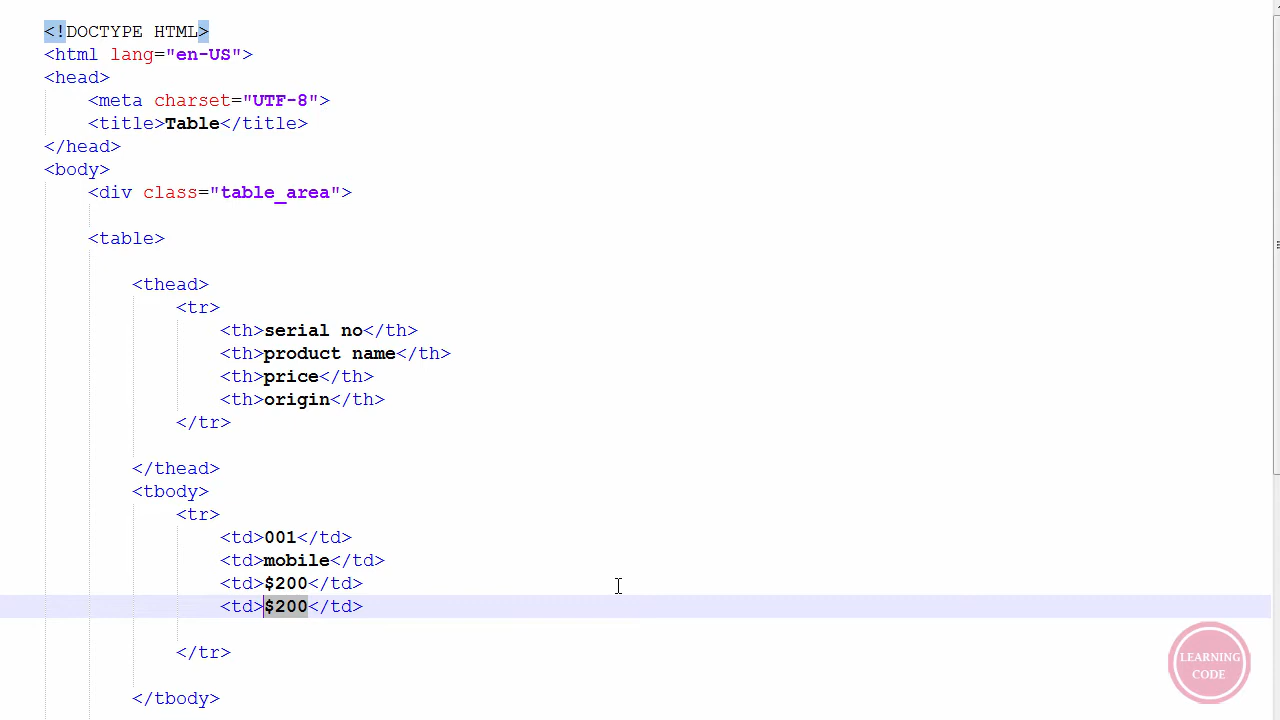 <!DOCTYPE HTML>
<html lang="en-US">
<head>
<meta charset="UTF-8">
<title>Table</title>
</head>
<body>
<div class="table_area">
<table>
<thead>
<tr>
<th>serial no</th>
<th>product name</th>
<th>price</th>
<th>origin</th>
</tr>
</thead>
<tbody>
<tr>
<td>001</td>
<td>mobile</td>
<td>$200</td>
<td>$200</td>
</tr>
</tbody>
LEARNING
CODE